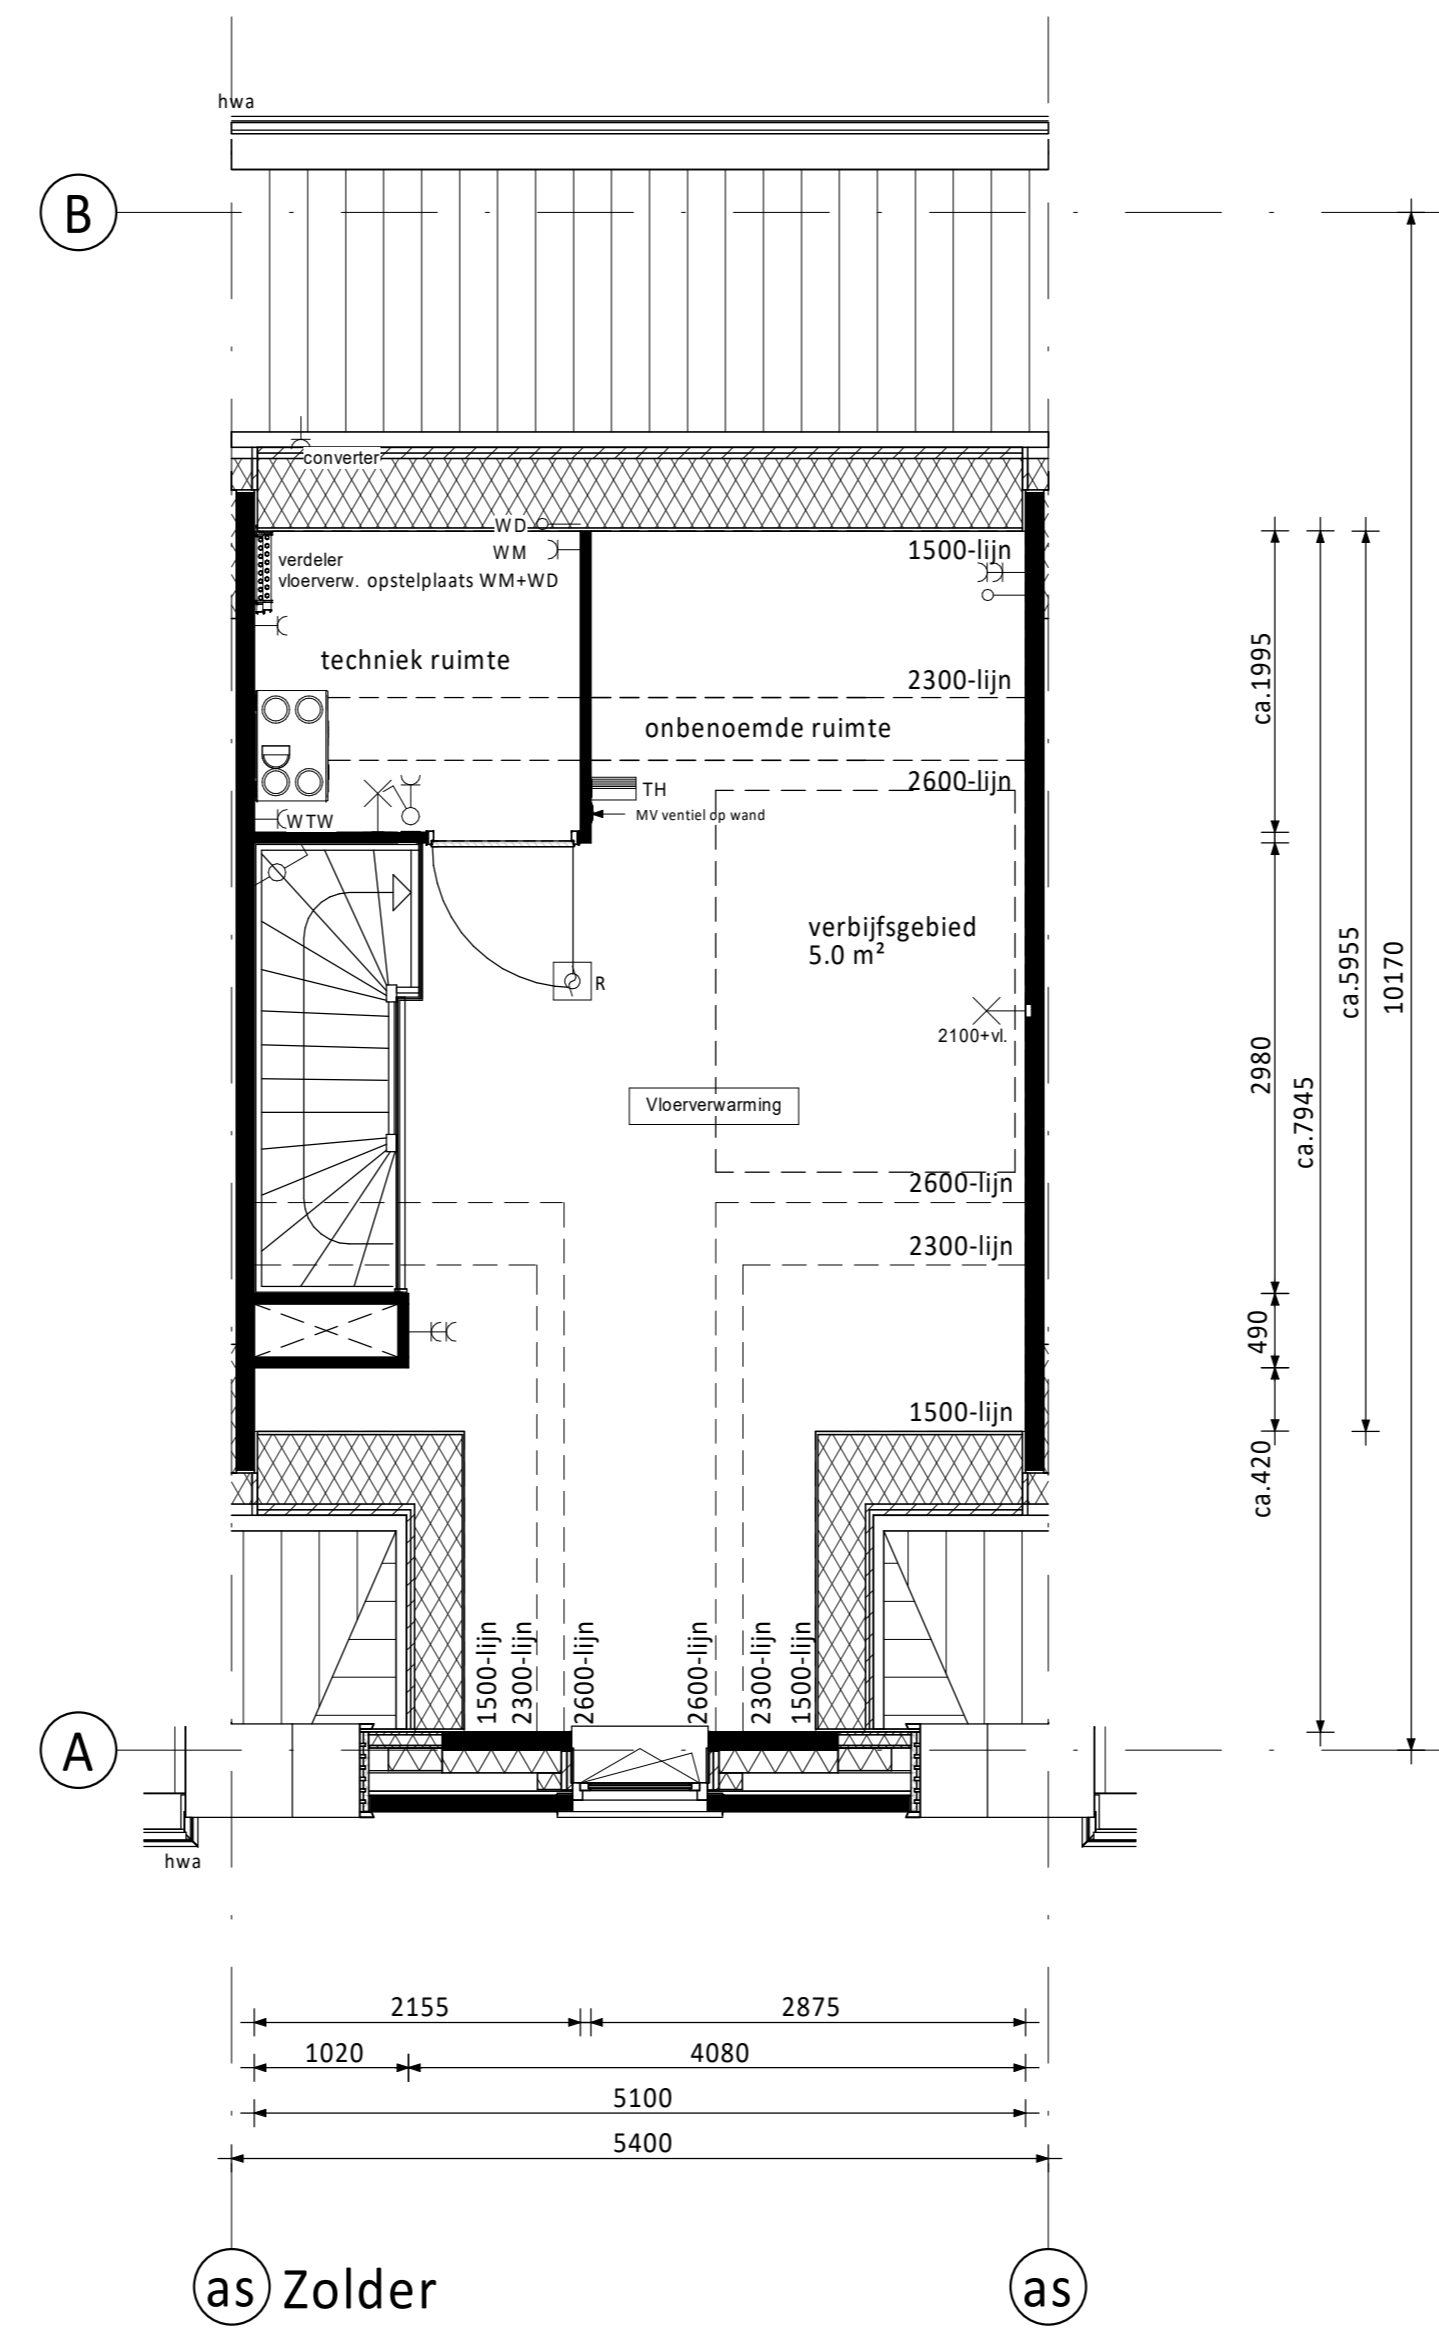 hwa
B
converter
WD
WM
1500-lijn
verdeler
vloerverw. opstelplaats WM+WD
techniek ruimte
2300-lijn
onbenoemde ruimte
2600-lijn
TH
MV ventiel op wand
WTW
verbijfsgebied
5.0 m²
R
2100+vl.
Vloerverwarming
2600-lijn
2300-lijn
1500-lijn
1500-lijn
2300-lijn
2600-lijn
2600-lijn
2300-lijn
1500-lijn
ca.1995
2980
490
ca.420
ca.7945
ca.5955
10170
A
hwa
2155
2875
1020
4080
5100
5400
as
Zolder
as